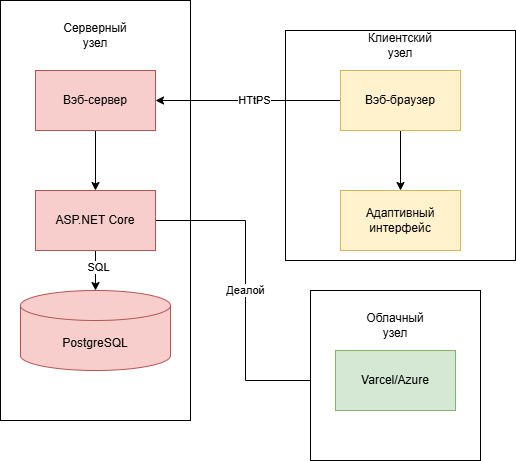 Серверный
узел
Вэб-сервер
ASP.NET Core
SQL
PostgreSQL
HTtPS
Клиентский
узел
Вэб-браузер
Адаптивный
интерфейс
Деалой
Облачный
узел
Varcel/Azure